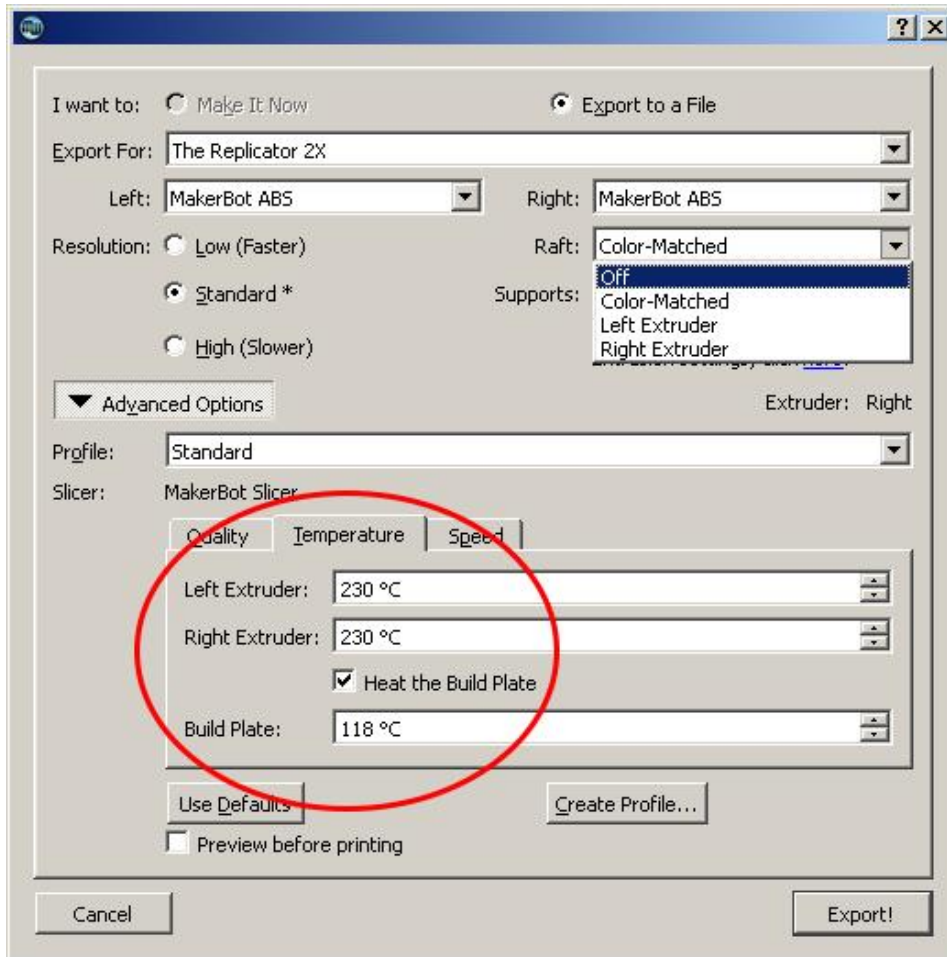 I want to: Make It Now Export to a File
Export For: The Replicator 2X
Left: MakerBot ABS Right: MakerBot ABS
Resolution: Low (Faster) Raft: Color-Matched
Off
Standard * Supports: Color-Matched
Left Extruder
High (Slower) Right Extruder
Advanced Options Extruder: Right
Profile: Standard
Slicer: MakerBot Slicer
Quality Temperature Speed
Left Extruder: 230 °C
Right Extruder: 230 °C
Heat the Build Plate
Build Plate: 118 °C
Use Defaults Create Profile...
Preview before printing
Cancel Export!